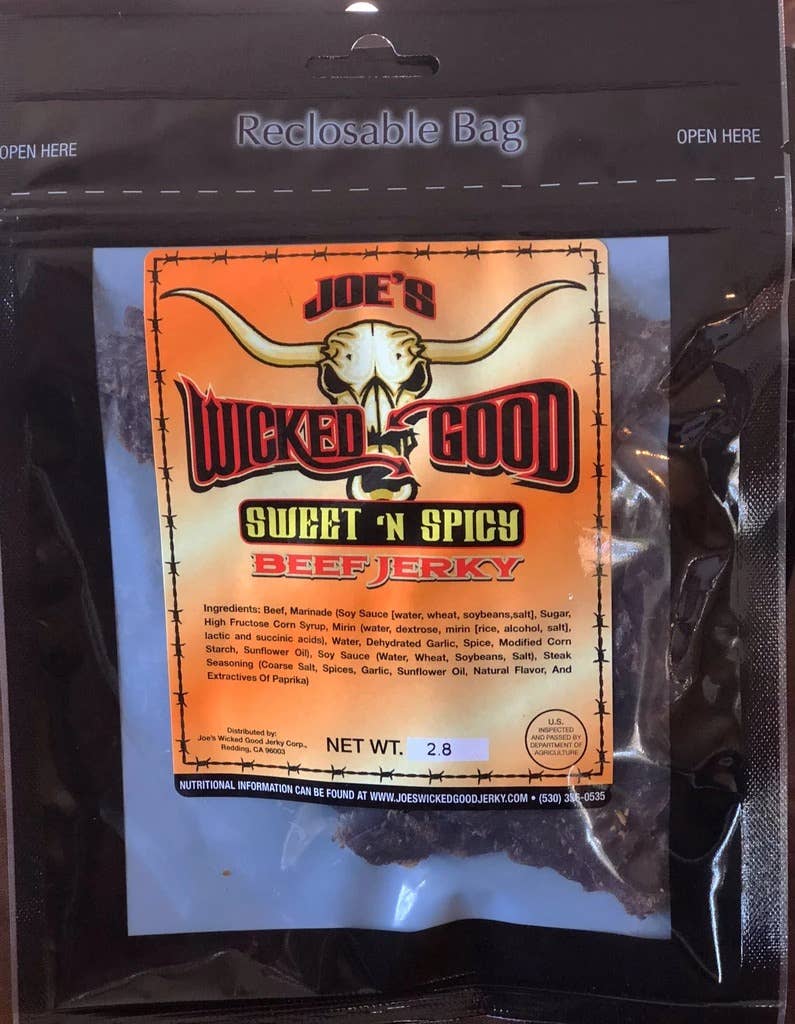 Reclosable Bag
OPEN HERE
OPEN HERE
JOE'S
WICKED GOOD
SWEET 'N SPICY
BEEF JERKY
Ingredients: Beef, Marinade (Soy Sauce [water, wheat, soybeans,salt], Sugar,
High Fructose Corn Syrup, Mirin (water, dextrose, mirin [rice, alcohol, salt],
lactic and succinic acids), Water, Dehydrated Garlic, Spice, Modified Corn
Starch, Sunflower Oil), Soy Sauce (Water, Wheat, Soybeans, Salt), Steak
Seasoning (Coarse Salt, Spices, Garlic, Sunflower Oil, Natural Flavor, And
Extractives Of Paprika)
Distributed by:
Joe's Wicked Good Jerky Corp.,
Redding, CA 96003
NET WT. 2.8
U.S.
INSPECTED
AND PASSED BY
DEPARTMENT OF
AGRICULTURE
NUTRITIONAL INFORMATION CAN BE FOUND AT WWW.JOESWICKEDGOODJERKY.COM • (530) -0535